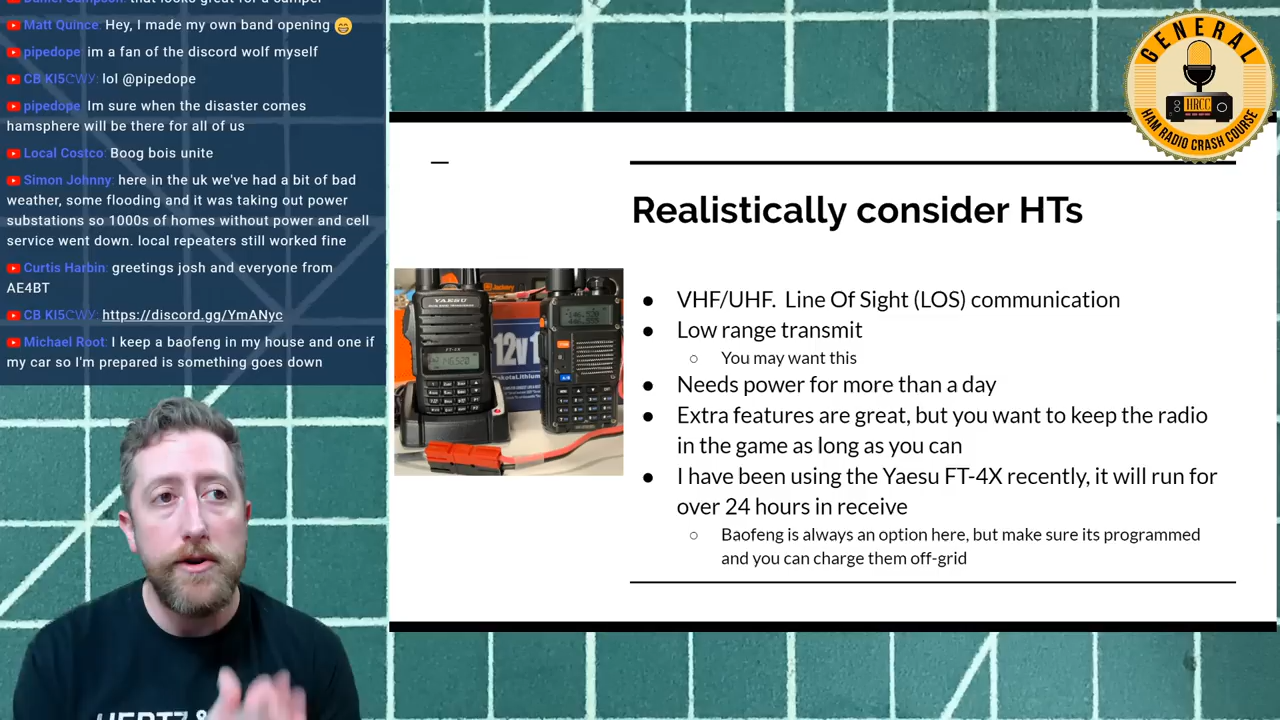 Matt Quince: Hey, I made my own band opening
pipedope: im a fan of the discord wolf myself
CB KI5CWY: lol @pipedope
pipedope: Im sure when the disaster comes
hamsphere will be there for all of us
Local Costco: Boog bois unite
Simon Johnny: here in the uk we've had a bit of bad
weather, some flooding and it was taking out power
substations so 1000s of homes without power and cell
service went down. local repeaters still worked fine
Curtis Harbin: greetings josh and everyone from
AE4BT
CB KI5CWY: https://discord.gg/YmANyc
Michael Root: I keep a baofeng in my house and one if
my car so I'm prepared is something goes down
GENERAL
HRCC
HAM RADIO CRASH COURSE
Realistically consider HTs
● VHF/UHF. Line Of Sight (LOS) communication
● Low range transmit
○ You may want this
● Needs power for more than a day
● Extra features are great, but you want to keep the radio
in the game as long as you can
● I have been using the Yaesu FT-4X recently, it will run for
over 24 hours in receive
○ Baofeng is always an option here, but make sure its programmed
and you can charge them off-grid
YAESU
12v
HERTZ &